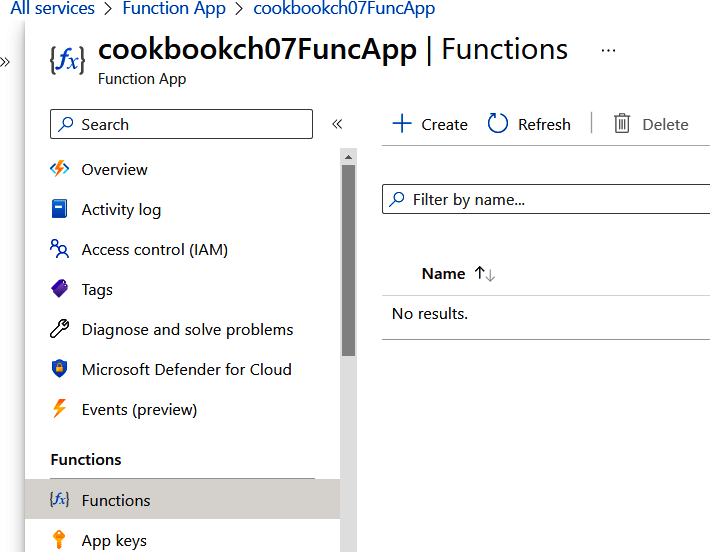 All services > Function App > cookbookch07FuncApp
»
cookbookch07FuncApp | Functions ...
Function App
Search
«
Create
Refresh
Delete
Overview
Activity log
Access control (IAM)
Tags
Diagnose and solve problems
Microsoft Defender for Cloud
Events (preview)
Functions
Functions
App keys
Filter by name...
Name ↑↓
No results.